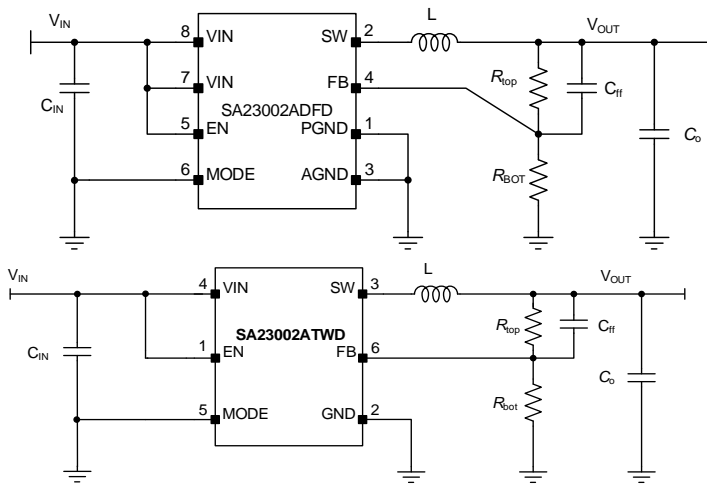 VIN
8 VIN SW 2 L VOUT
Rtop Cff
7 VIN FB 4
CIN SA23002ADFD
5 EN PGND 1
Co
6 MODE AGND 3
RBOT
VIN
4 VIN SW 3 L VOUT
Rtop Cff
SA23002ATWD
CIN 1 EN FB 6
Co
5 MODE GND 2
Rbot